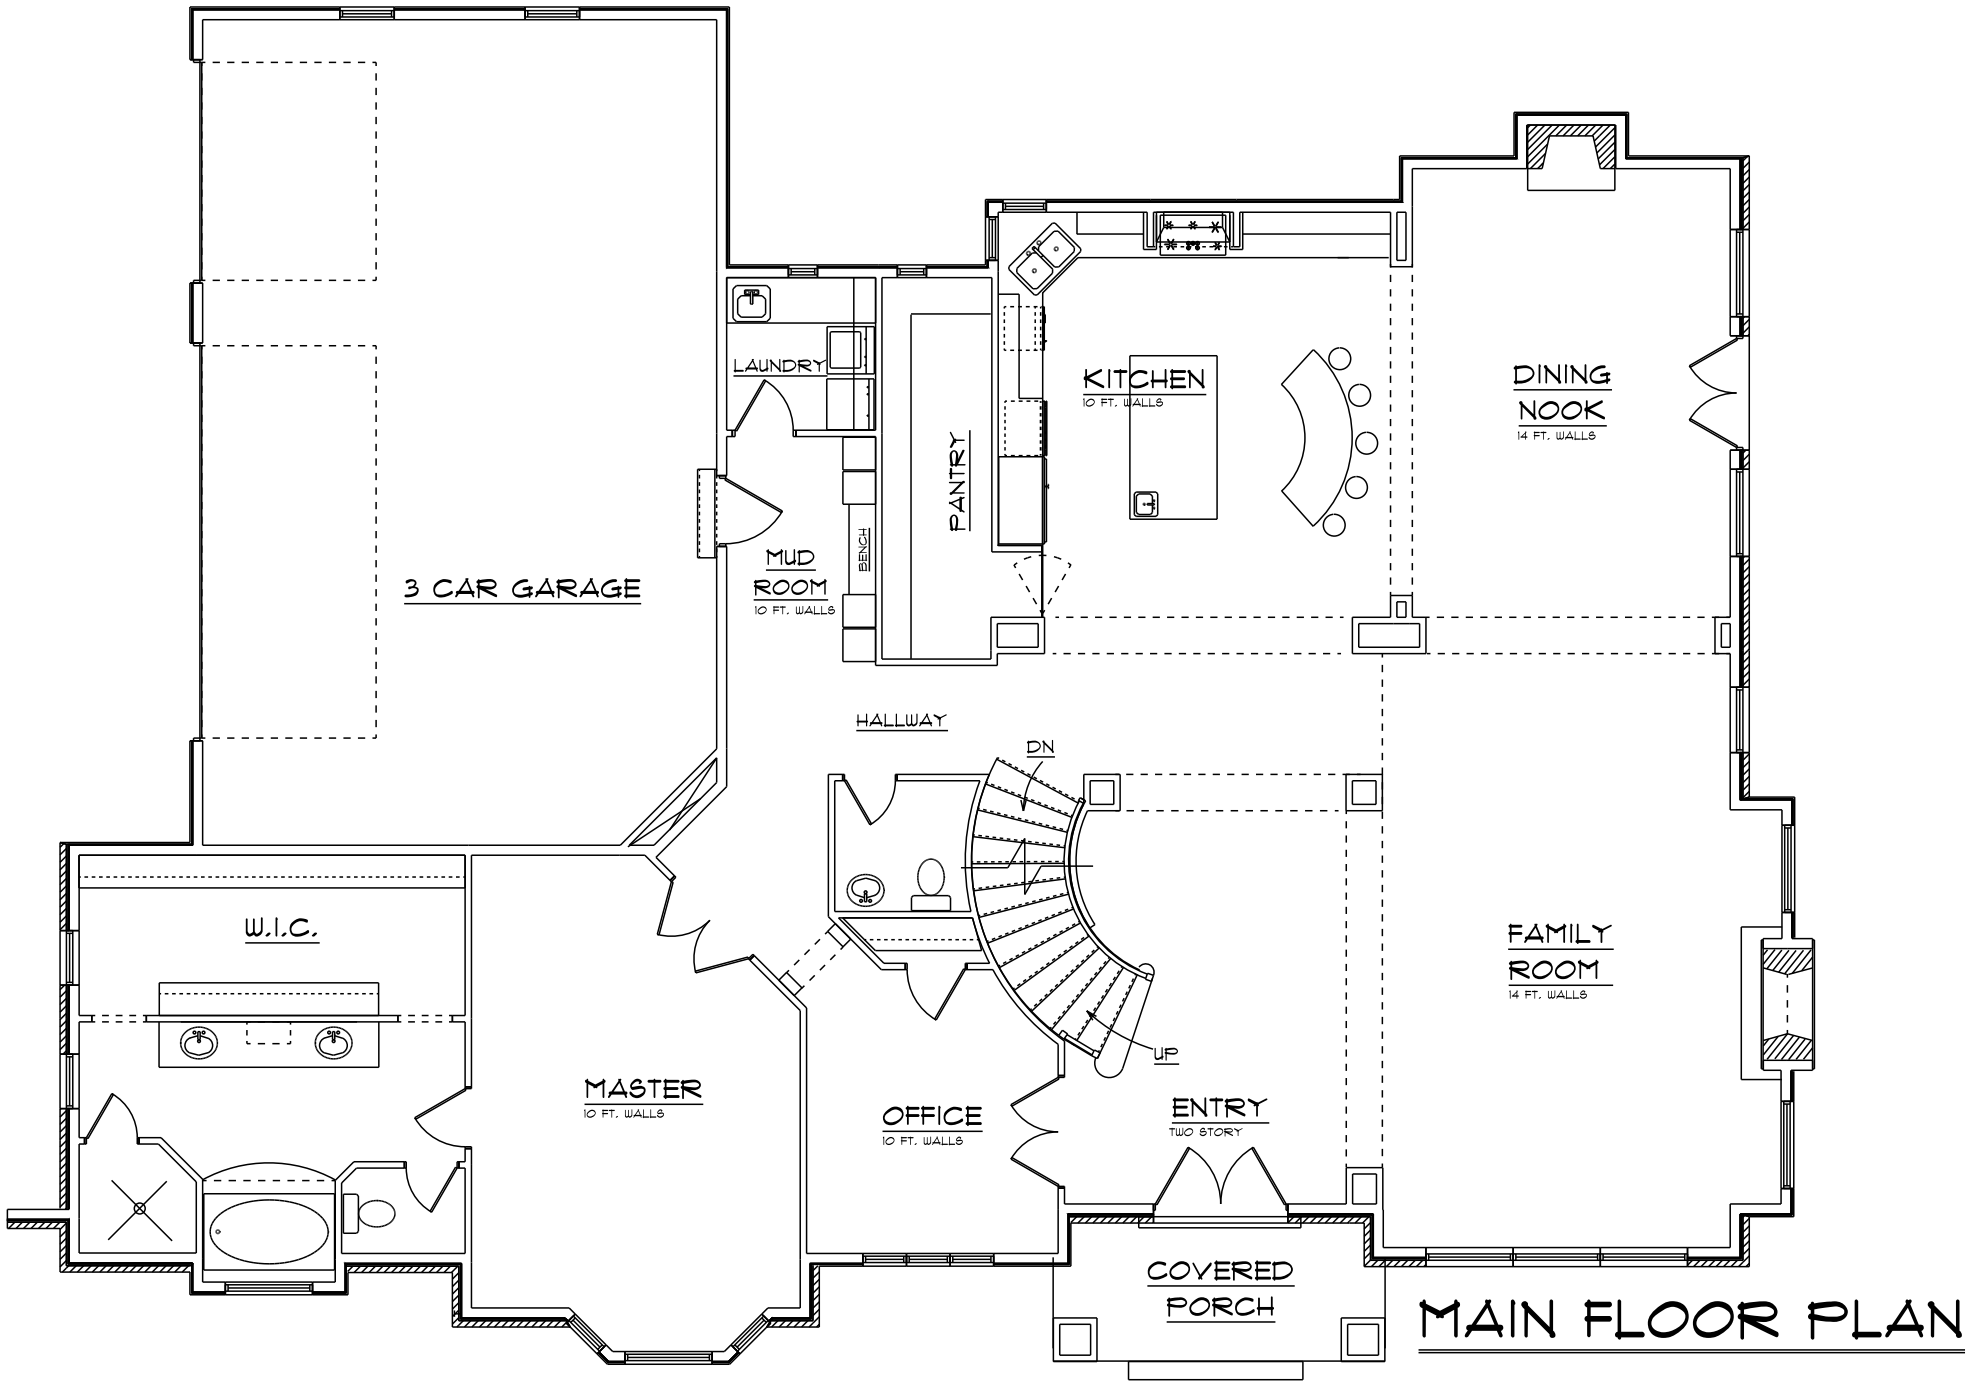 LAUNDRY
KITCHEN
10 FT. WALLS
DINING
NOOK
14 FT. WALLS
PANTRY
BENCH
MUD
ROOM
10 FT. WALLS
3 CAR GARAGE
HALLWAY
DN
W.I.C.
FAMILY
ROOM
14 FT. WALLS
UP
MASTER
10 FT. WALLS
OFFICE
10 FT. WALLS
ENTRY
TWO STORY
COVERED
PORCH
MAIN FLOOR PLAN